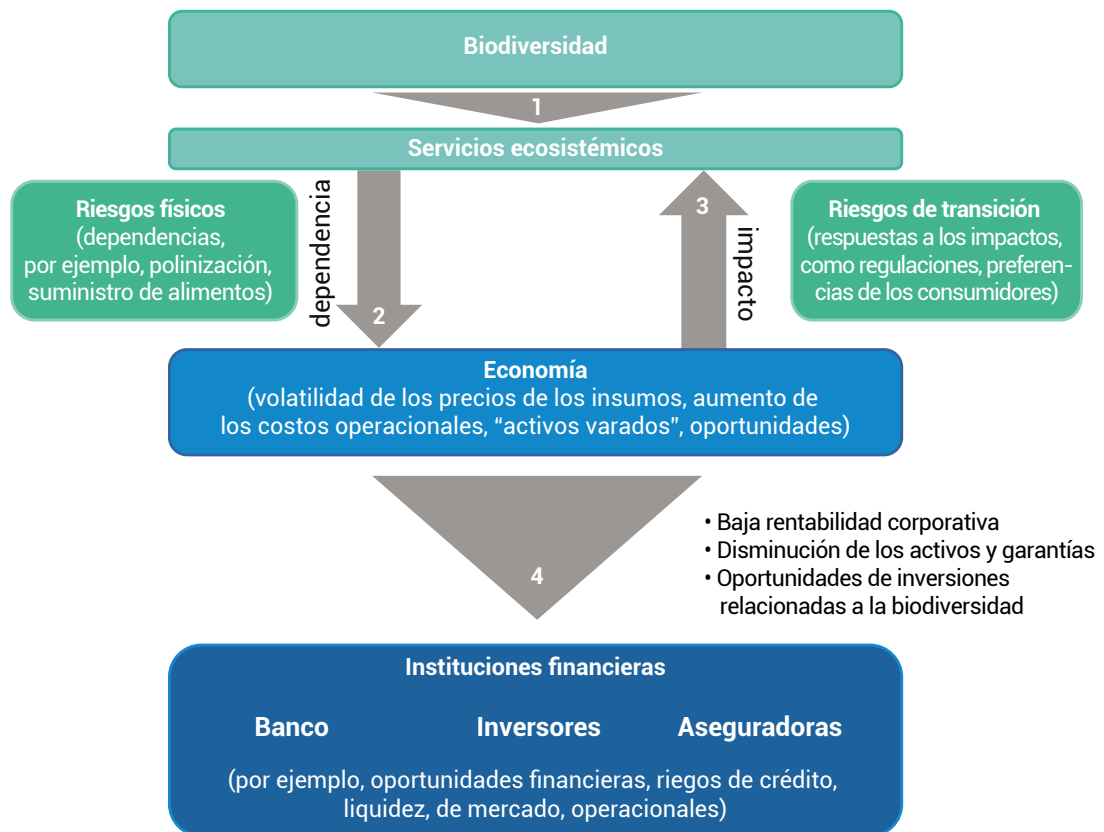 Biodiversidad
1
Servicios ecosistémicos
Riesgos físicos
(dependencias,
por ejemplo, polinización,
suministro de alimentos)
dependencia
2
3
impacto
Riesgos de transición
(respuestas a los impactos,
como regulaciones, preferen-
cias de los consumidores)
Economía
(volatilidad de los precios de los insumos, aumento de
los costos operacionales, “activos varados”, oportunidades)
4
• Baja rentabilidad corporativa
• Disminución de los activos y garantías
• Oportunidades de inversiones
relacionadas a la biodiversidad
Instituciones financieras
Banco Inversores Aseguradoras
(por ejemplo, oportunidades financieras, riegos de crédito,
liquidez, de mercado, operacionales)